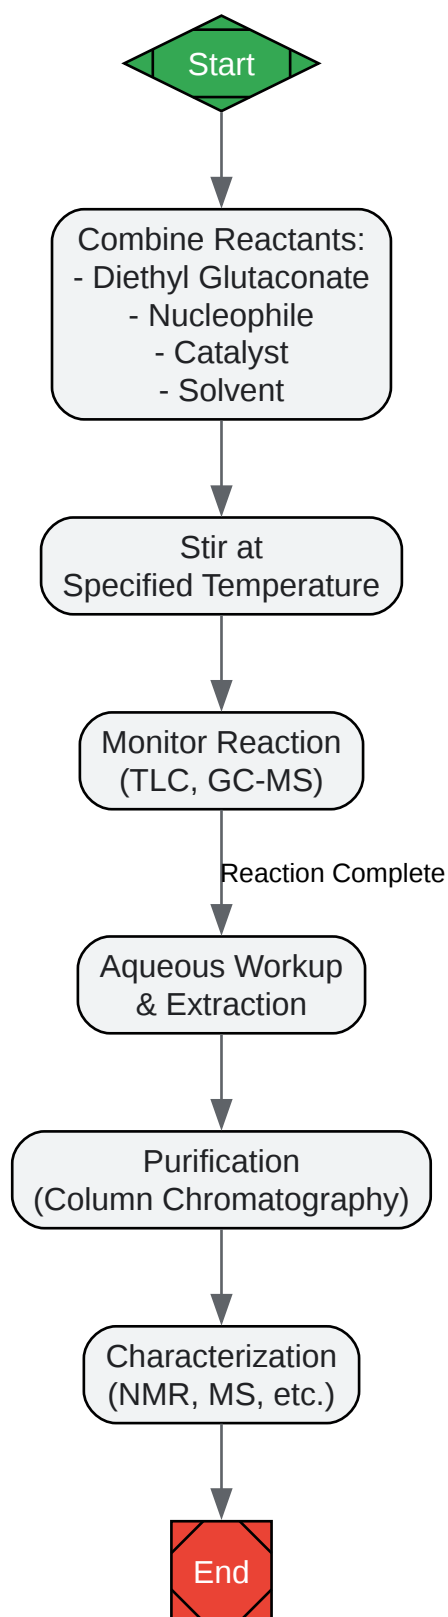 Start
Combine Reactants:
- Diethyl Glutaconate
- Nucleophile
- Catalyst
- Solvent
Stir at
Specified Temperature
Monitor Reaction
(TLC, GC-MS)
Reaction Complete
Aqueous Workup
& Extraction
Purification
(Column Chromatography)
Characterization
(NMR, MS, etc.)
End